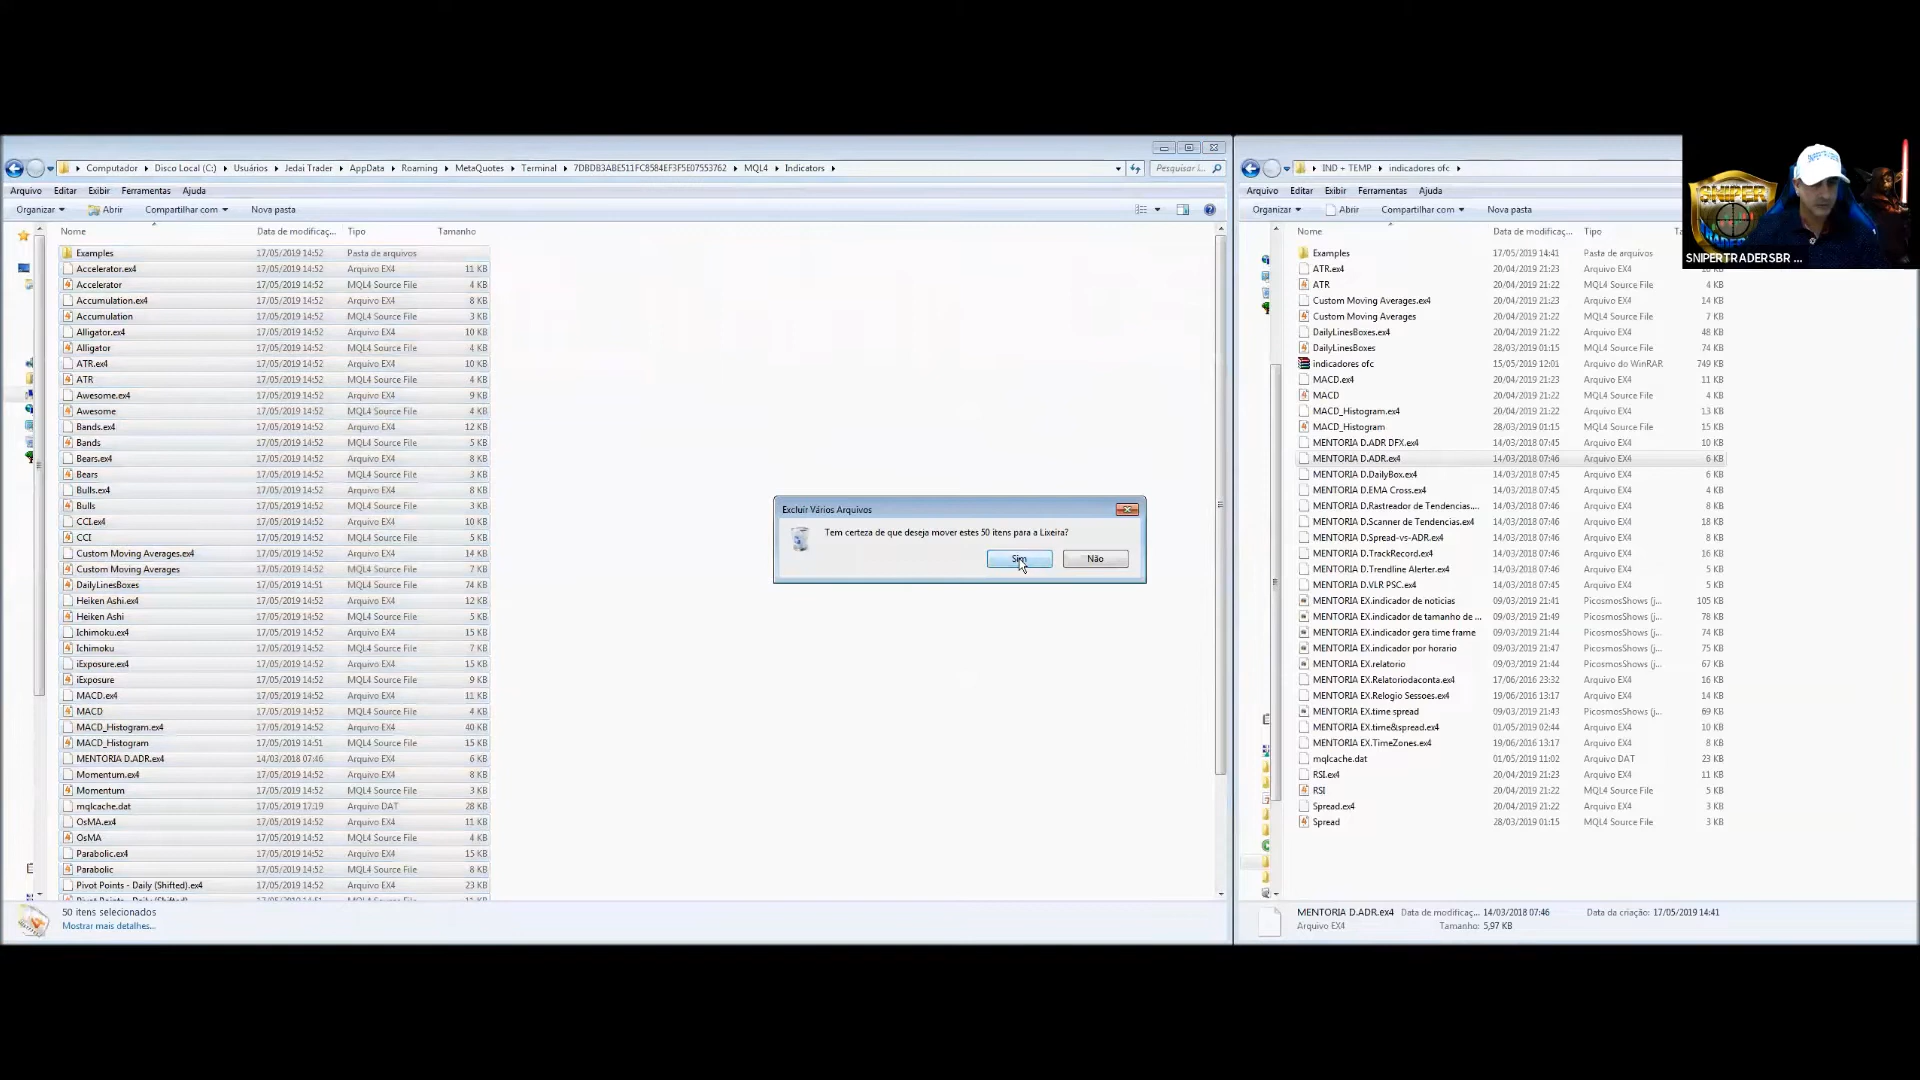 Computador ▸ Disco Local (C:) ▸ Usuários ▸ Jedai Trader ▸ AppData ▸ Roaming ▸ MetaQuotes ▸ Terminal ▸ 7DBDB3ABE511FC8584EF3F5E07553762 ▸ MQL4 ▸ Indicators ▸
Pesquisar I...
Arquivo Editar Exibir Ferramentas Ajuda
Organizar Abrir Compartilhar com Nova pasta
Nome Data de modificaç... Tipo Tamanho
Examples 17/05/2019 14:52 Pasta de arquivos
Accelerator.ex4 17/05/2019 14:52 Arquivo EX4 11 KB
Accelerator 17/05/2019 14:52 MQL4 Source File 4 KB
Accumulation.ex4 17/05/2019 14:52 Arquivo EX4 8 KB
Accumulation 17/05/2019 14:52 MQL4 Source File 3 KB
Alligator.ex4 17/05/2019 14:52 Arquivo EX4 10 KB
Alligator 17/05/2019 14:52 MQL4 Source File 4 KB
ATR.ex4 17/05/2019 14:52 Arquivo EX4 10 KB
ATR 17/05/2019 14:52 MQL4 Source File 4 KB
Awesome.ex4 17/05/2019 14:52 Arquivo EX4 9 KB
Awesome 17/05/2019 14:52 MQL4 Source File 4 KB
Bands.ex4 17/05/2019 14:52 Arquivo EX4 12 KB
Bands 17/05/2019 14:52 MQL4 Source File 5 KB
Bears.ex4 17/05/2019 14:52 Arquivo EX4 8 KB
Bears 17/05/2019 14:52 MQL4 Source File 3 KB
Bulls.ex4 17/05/2019 14:52 Arquivo EX4 8 KB
Bulls 17/05/2019 14:52 MQL4 Source File 3 KB
CCI.ex4 17/05/2019 14:52 Arquivo EX4 10 KB
CCI 17/05/2019 14:52 MQL4 Source File 5 KB
Custom Moving Averages.ex4 17/05/2019 14:52 Arquivo EX4 14 KB
Custom Moving Averages 17/05/2019 14:52 MQL4 Source File 7 KB
DailyLinesBoxes 17/05/2019 14:51 MQL4 Source File 74 KB
Heiken Ashi.ex4 17/05/2019 14:52 Arquivo EX4 12 KB
Heiken Ashi 17/05/2019 14:52 MQL4 Source File 5 KB
Ichimoku.ex4 17/05/2019 14:52 Arquivo EX4 15 KB
Ichimoku 17/05/2019 14:52 MQL4 Source File 7 KB
iExposure.ex4 17/05/2019 14:52 Arquivo EX4 15 KB
iExposure 17/05/2019 14:52 MQL4 Source File 9 KB
MACD.ex4 17/05/2019 14:52 Arquivo EX4 11 KB
MACD 17/05/2019 14:52 MQL4 Source File 4 KB
MACD_Histogram.ex4 17/05/2019 14:52 Arquivo EX4 40 KB
MACD_Histogram 17/05/2019 14:51 MQL4 Source File 15 KB
MENTORIA D.ADR.ex4 14/03/2018 07:46 Arquivo EX4 6 KB
Momentum.ex4 17/05/2019 14:52 Arquivo EX4 8 KB
Momentum 17/05/2019 14:52 MQL4 Source File 3 KB
mqlcache.dat 17/05/2019 17:19 Arquivo DAT 28 KB
OsMA.ex4 17/05/2019 14:52 Arquivo EX4 11 KB
OsMA 17/05/2019 14:52 MQL4 Source File 4 KB
Parabolic.ex4 17/05/2019 14:52 Arquivo EX4 15 KB
Parabolic 17/05/2019 14:52 MQL4 Source File 8 KB
Pivot Points - Daily (Shifted).ex4 17/05/2019 14:52 Arquivo EX4 23 KB
50 itens selecionados
Mostrar mais detalhes...
Excluir Vários Arquivos
Tem certeza de que deseja mover estes 50 itens para a Lixeira?
Sim Não
IND + TEMP ▸ indicadores ofc ▸
Arquivo Editar Exibir Ferramentas Ajuda
Organizar Abrir Compartilhar com Nova pasta
Nome Data de modificaç... Tipo
Examples 17/05/2019 14:41 Pasta de arquivos
ATR.ex4 20/04/2019 21:23 Arquivo EX4
ATR 20/04/2019 21:22 MQL4 Source File 4 KB
Custom Moving Averages.ex4 20/04/2019 21:23 Arquivo EX4 14 KB
Custom Moving Averages 20/04/2019 21:22 MQL4 Source File 7 KB
DailyLinesBoxes.ex4 20/04/2019 21:22 Arquivo EX4 48 KB
DailyLinesBoxes 28/03/2019 01:15 MQL4 Source File 74 KB
indicadores ofc 15/05/2019 12:01 Arquivo do WinRAR 749 KB
MACD.ex4 20/04/2019 21:23 Arquivo EX4 11 KB
MACD 20/04/2019 21:22 MQL4 Source File 4 KB
MACD_Histogram.ex4 20/04/2019 21:22 Arquivo EX4 13 KB
MACD_Histogram 28/03/2019 01:15 MQL4 Source File 15 KB
MENTORIA D.ADR DFX.ex4 14/03/2018 07:45 Arquivo EX4 10 KB
MENTORIA D.ADR.ex4 14/03/2018 07:46 Arquivo EX4 6 KB
MENTORIA D.DailyBox.ex4 14/03/2018 07:45 Arquivo EX4 6 KB
MENTORIA D.EMA Cross.ex4 14/03/2018 07:45 Arquivo EX4 4 KB
MENTORIA D.Rastreador de Tendencias.... 14/03/2018 07:45 Arquivo EX4 9 KB
MENTORIA D.Scanner de Tendencias.ex4 14/03/2018 07:45 Arquivo EX4 18 KB
MENTORIA D.Spread-vs-ADR.ex4 14/03/2018 07:45 Arquivo EX4 16 KB
MENTORIA D.TrackRecord.ex4 14/03/2018 07:45 Arquivo EX4 16 KB
MENTORIA D.Trendline Alerter.ex4 14/03/2018 07:45 Arquivo EX4 5 KB
MENTORIA D.VLR PSC.ex4 14/03/2018 07:45 Arquivo EX4 4 KB
MENTORIA EX.indicador de noticias 09/03/2019 21:41 PicosmosShows (j... 105 KB
MENTORIA EX.indicador de tamanho de ... 09/03/2019 21:49 PicosmosShows (j... 78 KB
MENTORIA EX.indicador gera time frame 09/03/2019 21:44 PicosmosShows (j... 74 KB
MENTORIA EX.indicador por horario 09/03/2019 21:47 PicosmosShows (j... 75 KB
MENTORIA EX.relatorio 09/03/2019 21:44 PicosmosShows (j... 67 KB
MENTORIA EX.Relatoriodaconta.ex4 17/06/2016 23:32 Arquivo EX4 16 KB
MENTORIA EX.Relogio Sessoes.ex4 19/06/2016 13:17 Arquivo EX4 14 KB
MENTORIA EX.time spread 09/03/2019 21:43 PicosmosShows (j... 69 KB
MENTORIA EX.time&spread.ex4 01/05/2019 02:44 Arquivo EX4 10 KB
MENTORIA EX.TimeZones.ex4 19/06/2016 13:17 Arquivo EX4 8 KB
mqlcache.dat 01/05/2019 11:02 Arquivo DAT 23 KB
RSI.ex4 20/04/2019 21:23 Arquivo EX4 11 KB
RSI 20/04/2019 21:22 MQL4 Source File 5 KB
Spread.ex4 20/04/2019 21:22 Arquivo EX4 3 KB
Spread 28/03/2019 01:15 MQL4 Source File 3 KB
MENTORIA D.ADR.ex4 Data de modificaç... 14/03/2018 07:46 Data da criação: 17/05/2019 14:41
Arquivo EX4 Tamanho: 5,97 KB
SNIPER
SNIPERTRADERSBR ...